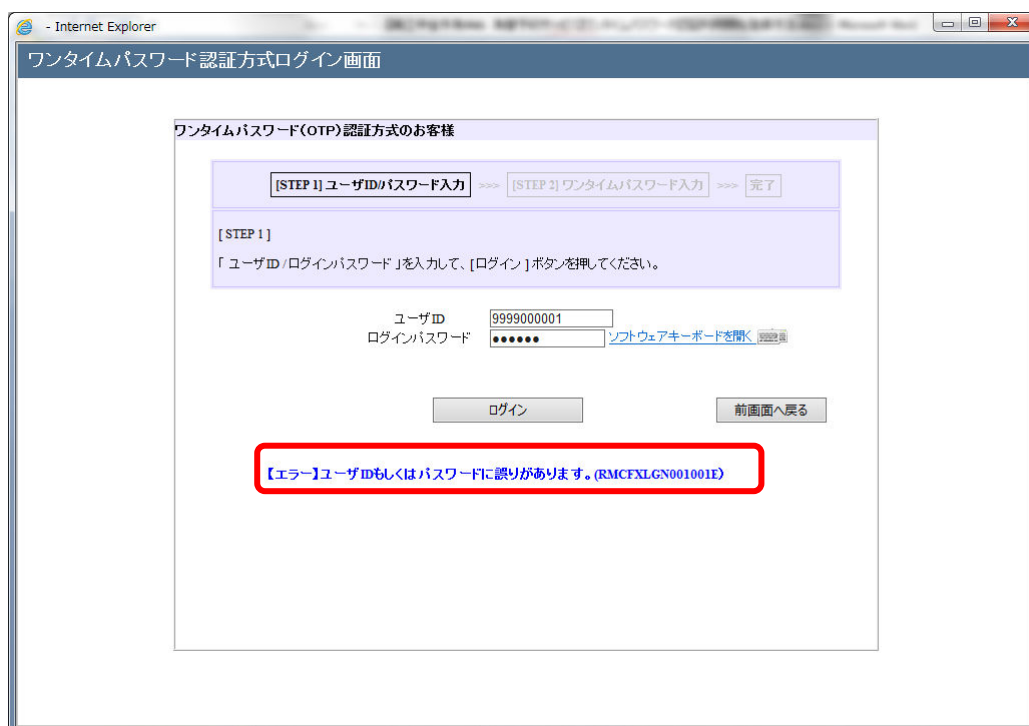 - Internet Explorer
ワンタイムパスワード認証方式ログイン画面
ワンタイムパスワード(OTP)認証方式のお客様
[STEP 1] ユーザID/パスワード入力 >>> [STEP 2] ワンタイムパスワード入力 >>> 完了
[ STEP 1 ]
「 ユーザID /ログインパスワード 」を入力して、[ログイン ] ボタンを押してください。
ユーザID 9999000001
ログインパスワード ●●●●●● ソフトウェアキーボードを開く
ログイン 前画面へ戻る
【エラー】ユーザIDもしくはパスワードに誤りがあります。(RMCFXLGN001001E)